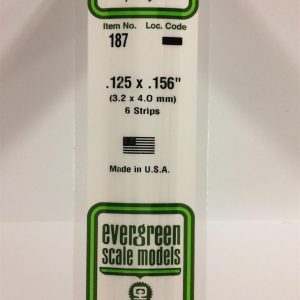 Item No. Loc. Code
187
.125 x .156"
(3.2 x 4.0 mm)
6 Strips
Made in U.S.A.
evergreen
scale models